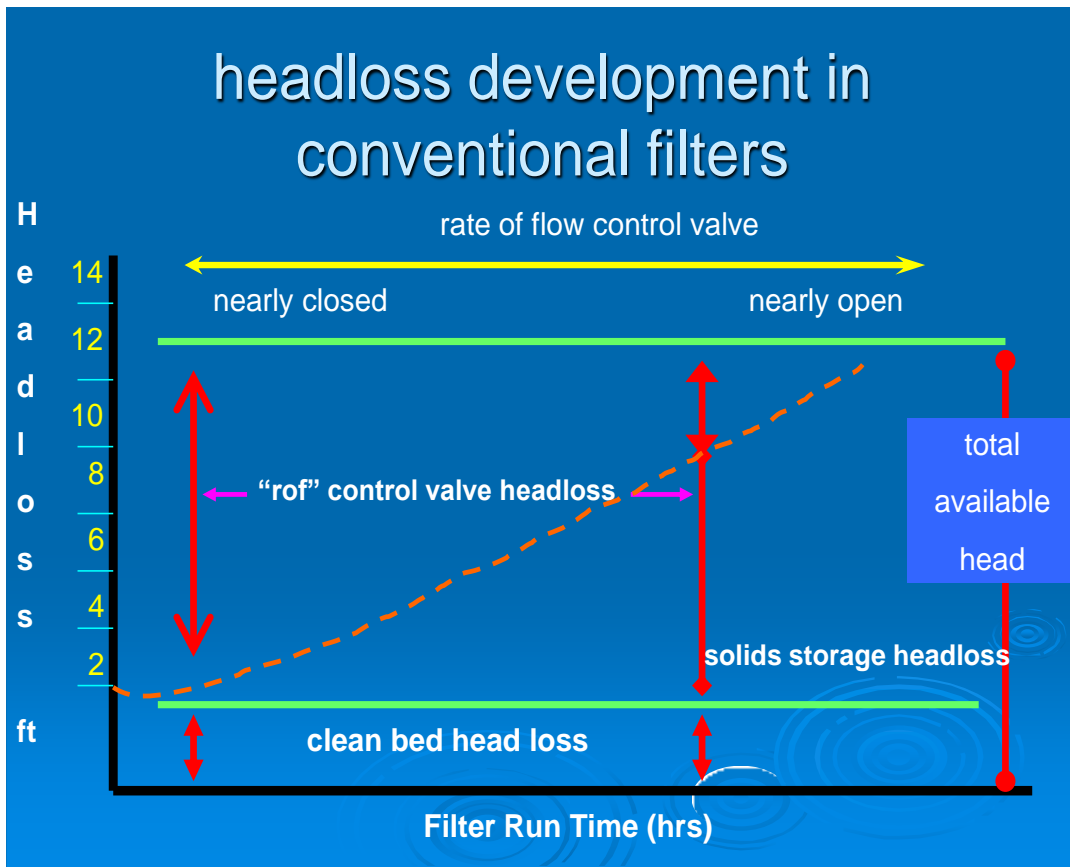 headloss development in
conventional filters
H
e
a
d
l
o
s
s
ft
rate of flow control valve
nearly closed
nearly open
14
12
10
8
6
4
2
“rof” control valve headloss
total
available
head
solids storage headloss
clean bed head loss
Filter Run Time (hrs)